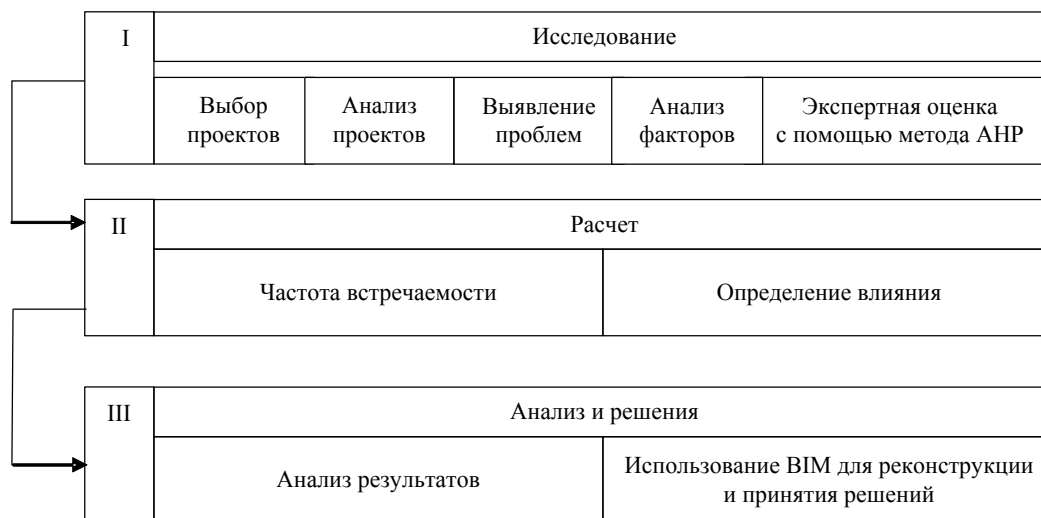 I
Исследование
Выбор
проектов
Анализ
проектов
Выявление
проблем
Анализ
факторов
Экспертная оценка
с помощью метода АНР
II
Расчет
Частота встречаемости
Определение влияния
III
Анализ и решения
Анализ результатов
Использование BIM для реконструкции
и принятия решений